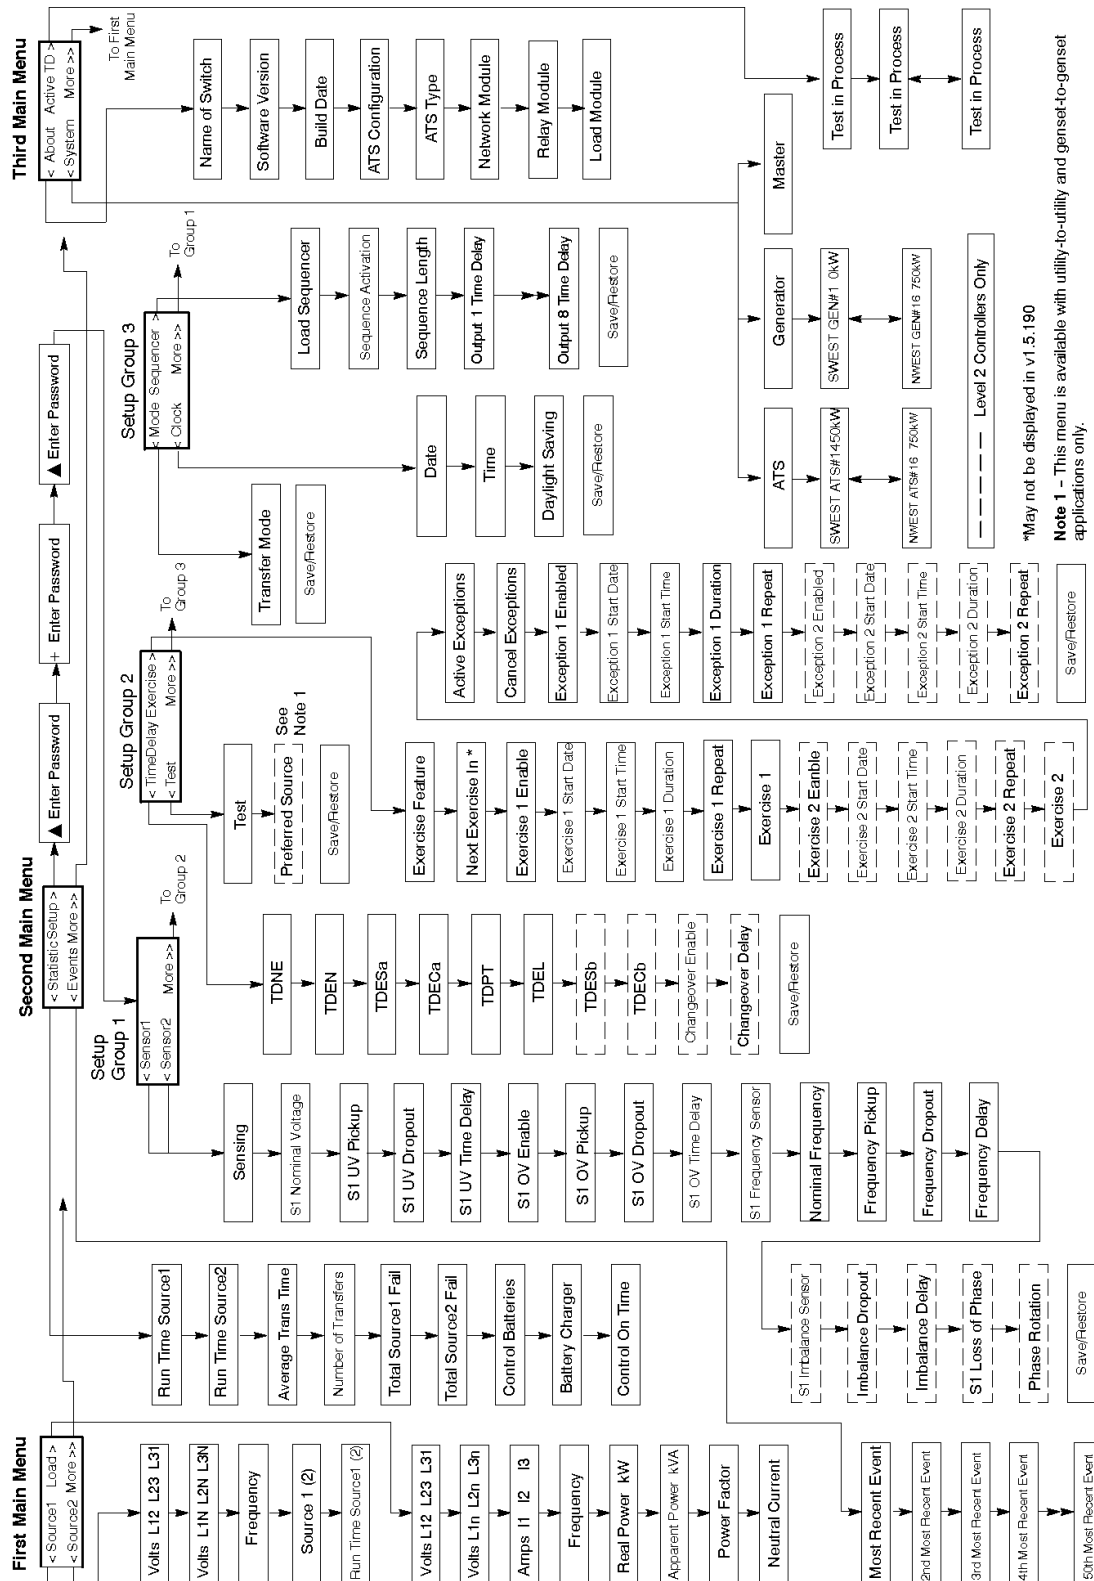 First Main Menu
< Source1 Load >
< Source2 More >>
Volts L12 L23 L31
Volts L1N L2N L3N
Frequency
Source 1 (2)
Run Time Source1 (2)
Volts L12 L23 L31
Volts L1n L2n L3n
Amps I1 I2 I3
Frequency
Real Power kW
Apparent Power kVA
Power Factor
Neutral Current
Second Main Menu
< Statistic Setup >
< Events More >>
Run Time Source1
Run Time Source2
Average Trans Time
Number of Transfers
Total Source1 Fail
Total Source2 Fail
Control Batteries
Battery Charger
Control On Time
Most Recent Event
2nd Most Recent Event
3rd Most Recent Event
4th Most Recent Event
50th Most Recent Event
▲ Enter Password
+ Enter Password
▲ Enter Password
Setup
Group 1
< Sensor1
< Sensor2 More >>
To
Group 2
Sensing
S1 Nominal Voltage
S1 UV Pickup
S1 UV Dropout
S1 UV Time Delay
S1 OV Enable
S1 OV Pickup
S1 OV Dropout
S1 OV Time Delay
S1 Frequency Sensor
Nominal Frequency
Frequency Pickup
Frequency Dropout
Frequency Delay
S1 Imbalance Sensor
Imbalance Dropout
Imbalance Delay
S1 Loss of Phase
Phase Rotation
Save/Restore
Setup Group 2
< TimeDelay Exercise >
< Test More >>
To
Group 3
TDNE
TDEN
TDESa
TDECa
TDPT
TDEL
TDESb
TDECb
Changeover Enable
Changeover Delay
Save/Restore
Test
Preferred Source
See
Note 1
Save/Restore
Exercise Feature
Next Exercise In *
Exercise 1 Enable
Exercise 1 Start Date
Exercise 1 Start Time
Exercise 1 Duration
Exercise 1 Repeat
Exercise 1
Exercise 2 Eanble
Exercise 2 Start Date
Exercise 2 Start Time
Exercise 2 Duration
Exercise 2 Repeat
Exercise 2
Active Exceptions
Cancel Exceptions
Exception 1 Enabled
Exception 1 Start Date
Exception 1 Start Time
Exception 1 Duration
Exception 1 Repeat
Exception 2 Enabled
Exception 2 Start Date
Exception 2 Start Time
Exception 2 Duration
Exception 2 Repeat
Save/Restore
Setup Group 3
< Mode Sequencer >
< Clock More >>
To
Group 1
Transfer Mode
Save/Restore
Date
Time
Daylight Saving
Save/Restore
Load Sequencer
Sequence Activation
Sequence Length
Output 1 Time Delay
Output 8 Time Delay
Save/Restore
Third Main Menu
< About Active TD >
< System More >>
To First
Main Menu
Name of Switch
Software Version
Build Date
ATS Configuration
ATS Type
Network Module
Relay Module
Load Module
ATS
SWEST ATS#1450kW
NWEST ATS#16 750kW
Generator
SWEST GEN#1 0kW
NWEST GEN#16 750kW
Master
Test in Process
Test in Process
Test in Process
— — — — — Level 2 Controllers Only
*May not be displayed in v1.5.190
Note 1 – This menu is available with utility-to-utility and genset-to-genset
applications only.